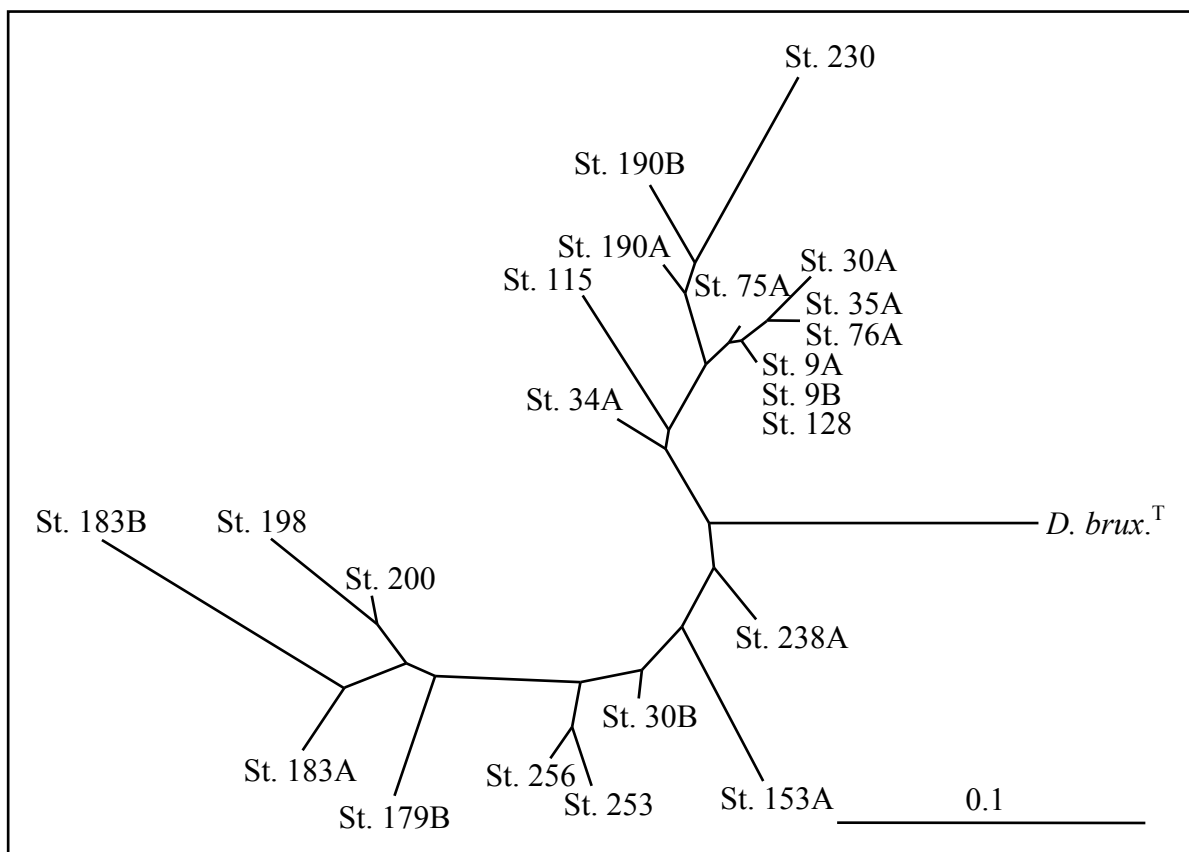 St. 230
St. 190B
St. 190A
St. 30A
St. 115
St. 75A
St. 35A
St. 76A
St. 9A
St. 9B
St. 34A
St. 128
St. 183B
St. 198
D. brux.ᵀ
St. 200
St. 238A
St. 30B
St. 183A
St. 256
St. 253
St. 153A
0.1
St. 179B